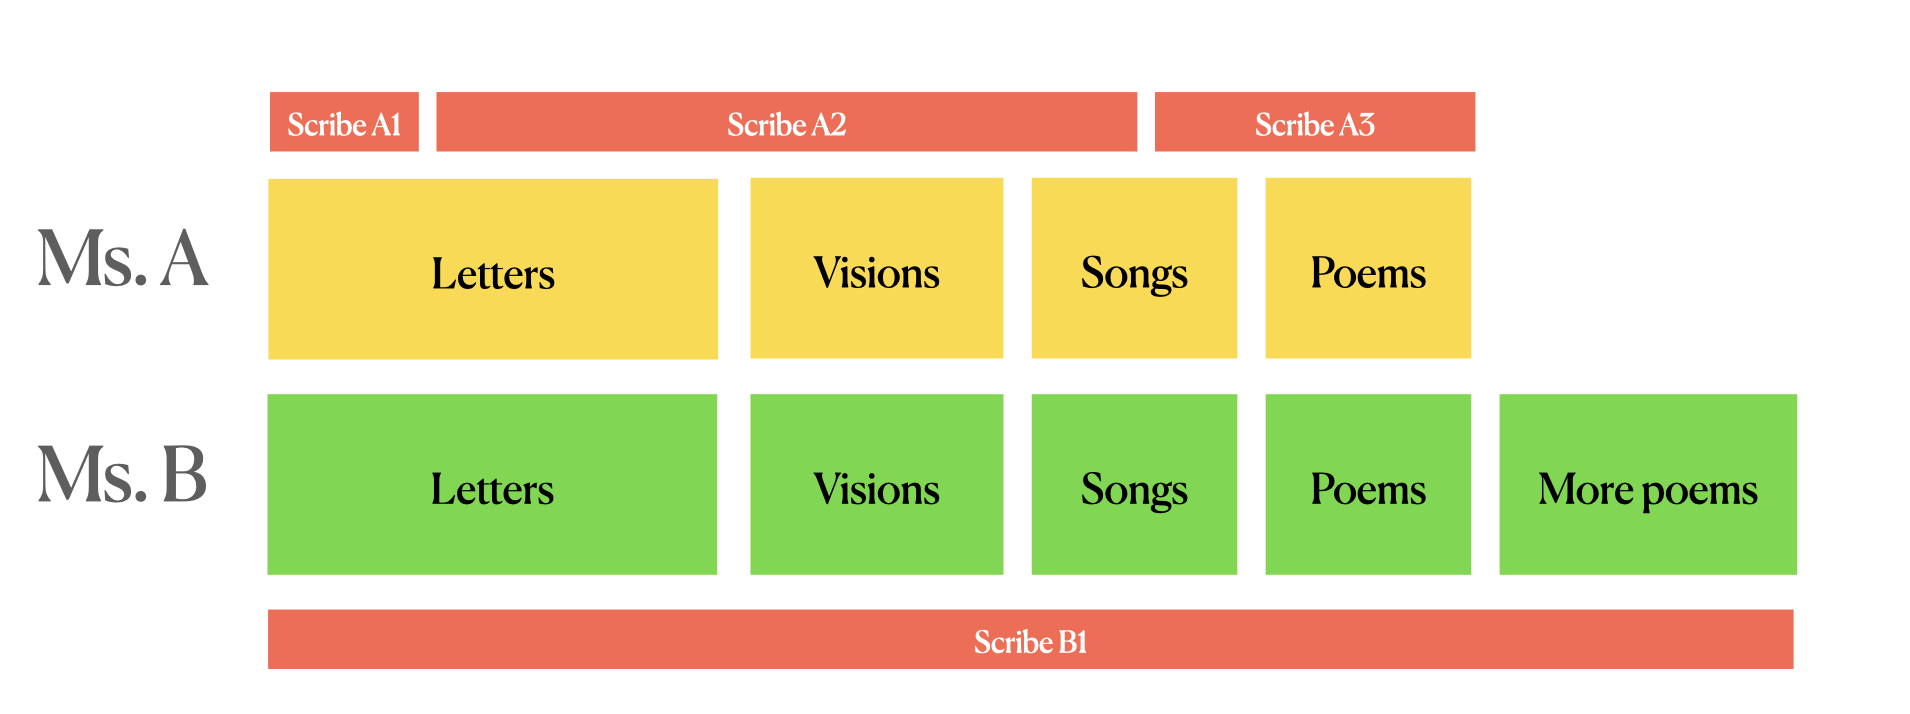 Scribe A1 Scribe A2 Scribe A3
Ms. A Letters Visions Songs Poems
Ms. B Letters Visions Songs Poems More poems
Scribe B1